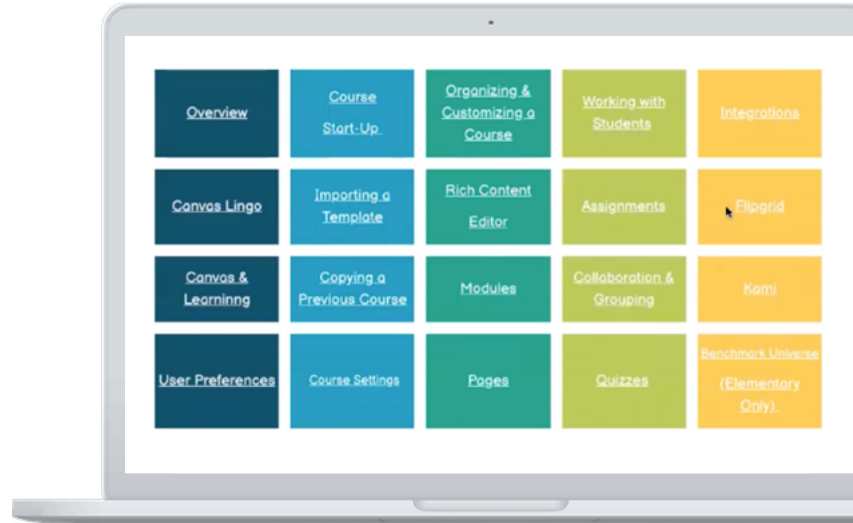 Overview
Course
Start-Up
Organizing &
Customizing a
Course
Working with
Students
Integrations
Canvas Lingo
Importing a
Template
Rich Content
Editor
Assignments
Flipgrid
Canvas &
Learninng
Copying a
Previous Course
Modules
Collaboration &
Grouping
Kami
User Preferences
Course Settings
Pages
Quizzes
Benchmark Universe
(Elementary
Only)